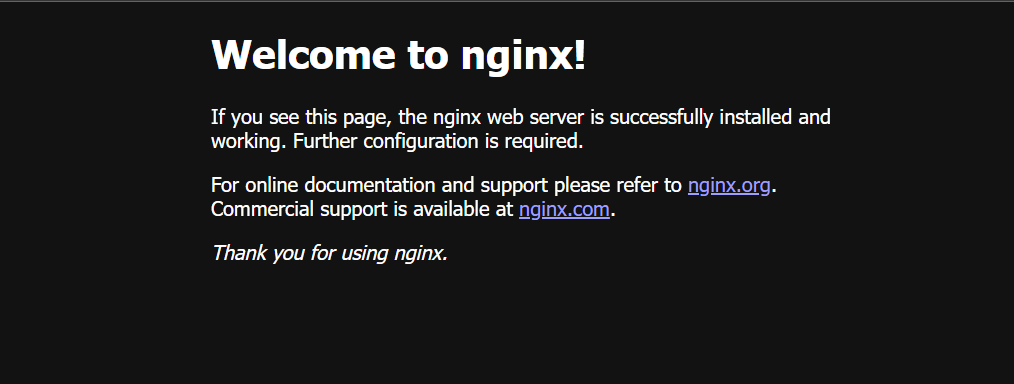 Welcome to nginx!
If you see this page, the nginx web server is successfully installed and
working. Further configuration is required.
For online documentation and support please refer to nginx.org.
Commercial support is available at nginx.com.
Thank you for using nginx.